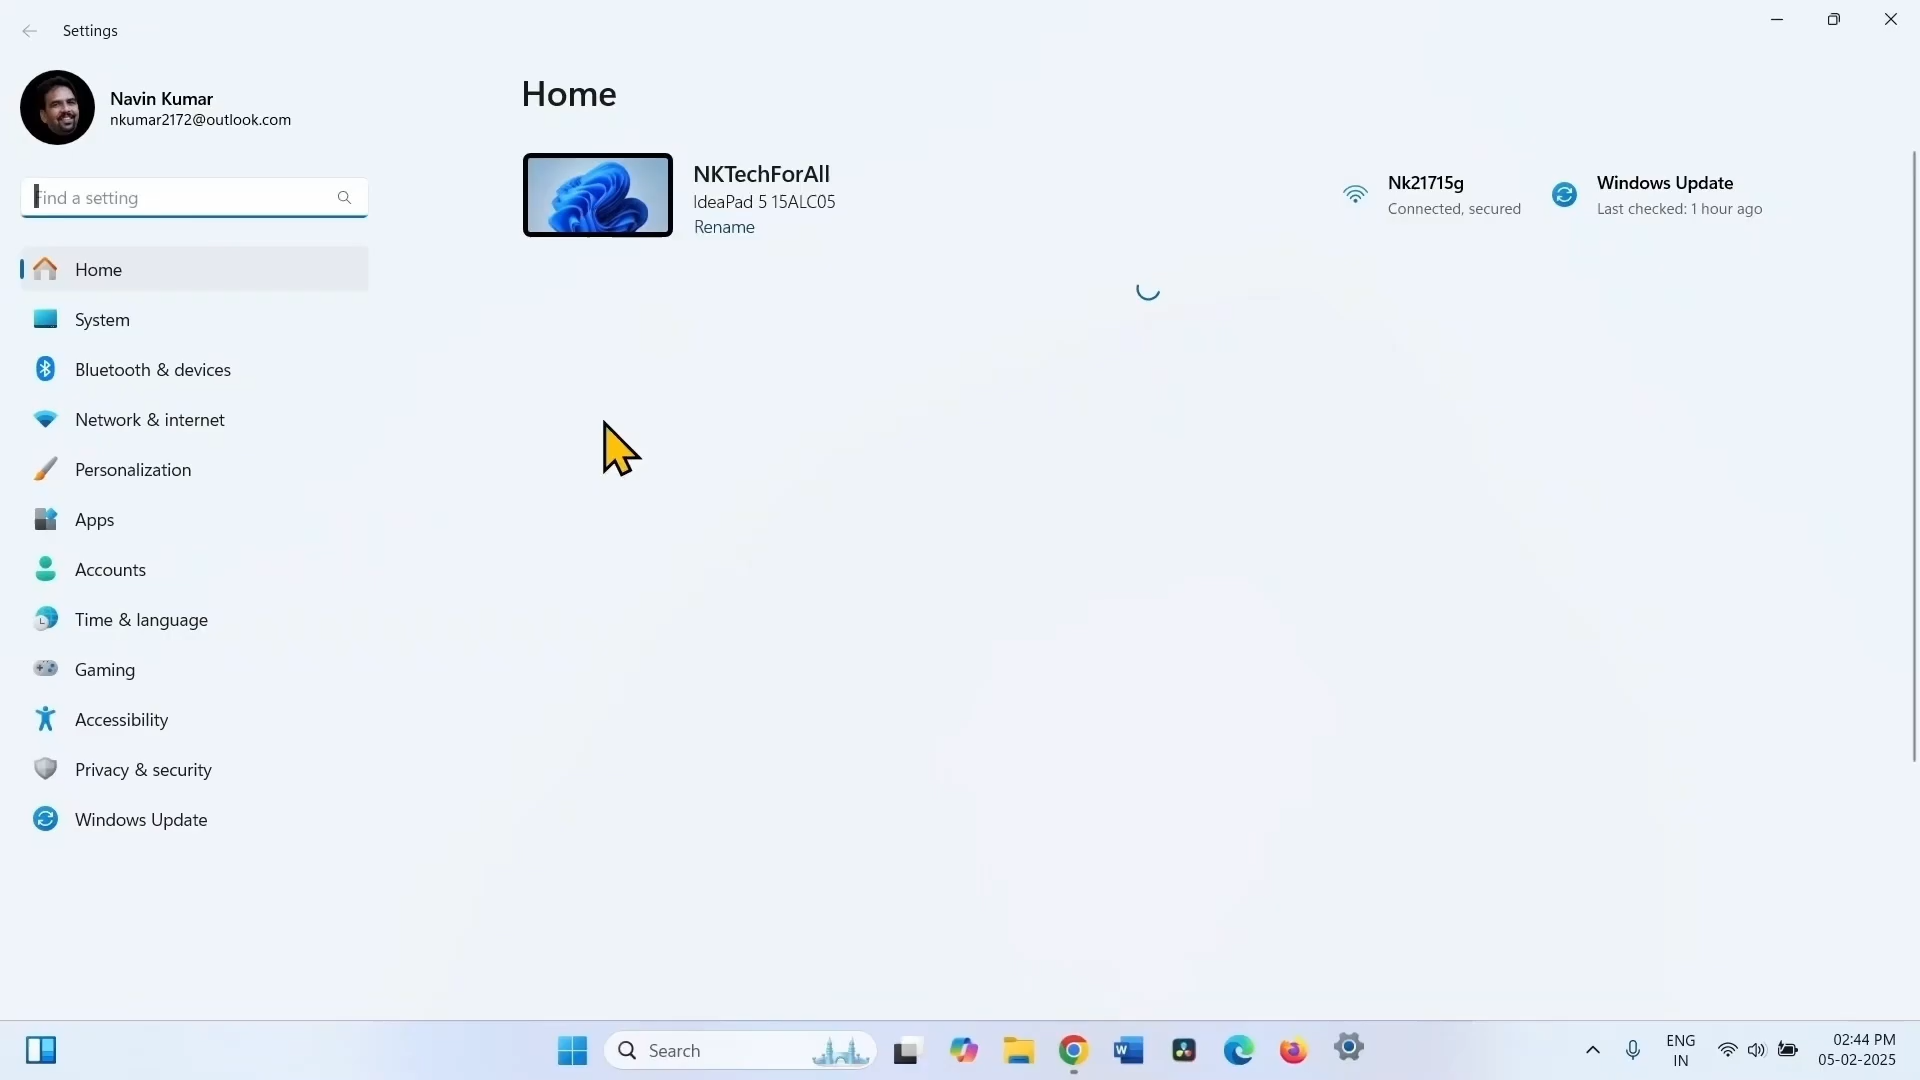 Settings
Navin Kumar
nkumar2172@outlook.com
Find a setting
Home
System
Bluetooth & devices
Network & internet
Personalization
Apps
Accounts
Time & language
Gaming
Accessibility
Privacy & security
Windows Update
Home
NKTechForAll
IdeaPad 5 15ALC05
Rename
Nk21715g
Connected, secured
Windows Update
Last checked: 1 hour ago
Search
W
ENG
IN
02:44 PM
05-02-2025